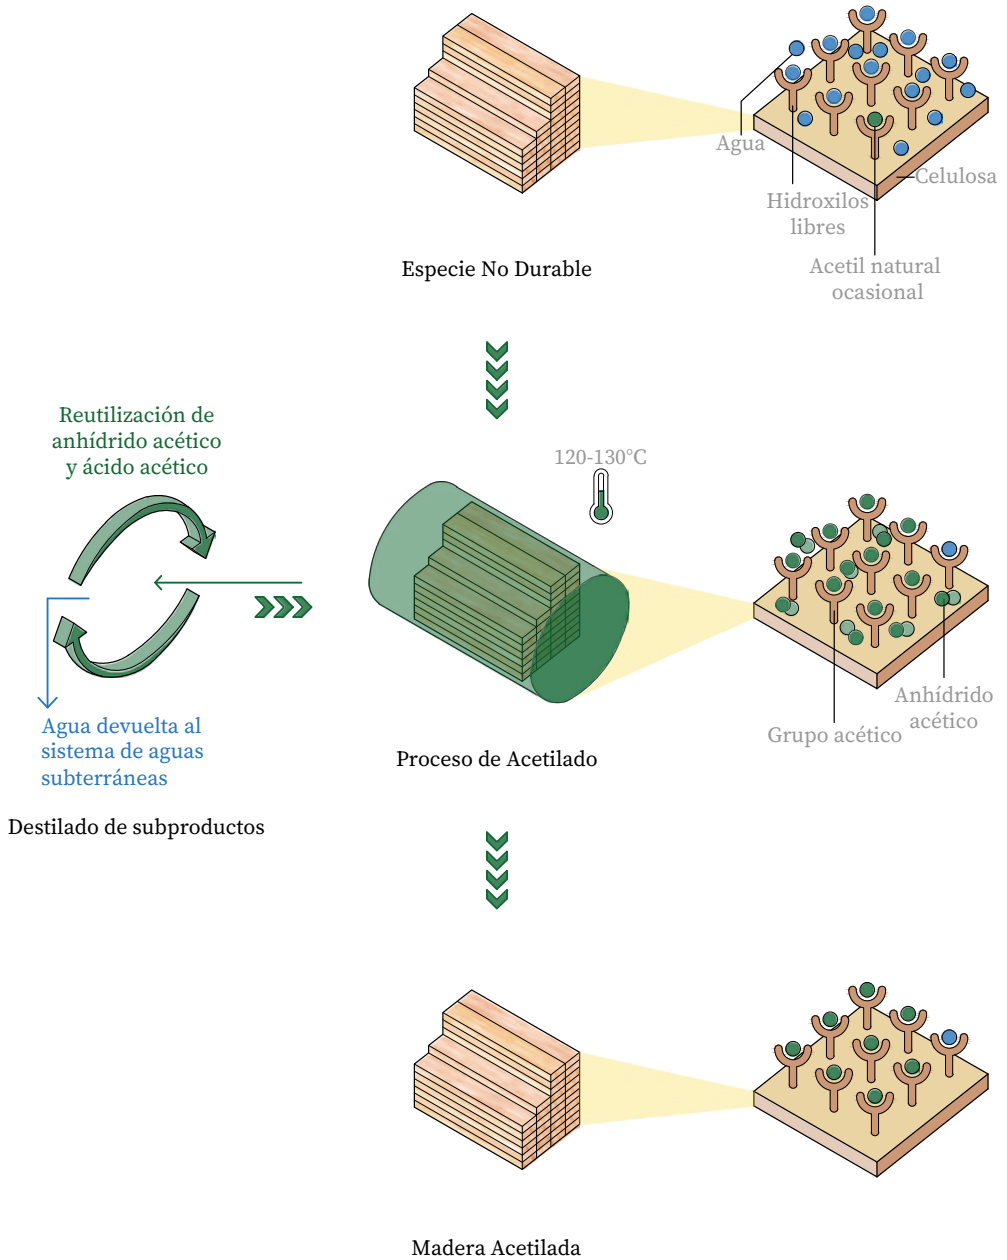 Agua
Celulosa
Hidroxilos
libres
Acetil natural
ocasional
Especie No Durable
Reutilización de
anhídrido acético
y ácido acético
120-130°C
Agua devuelta al
sistema de aguas
subterráneas
Anhídrido
acético
Grupo acético
Proceso de Acetilado
Destilado de subproductos
Madera Acetilada